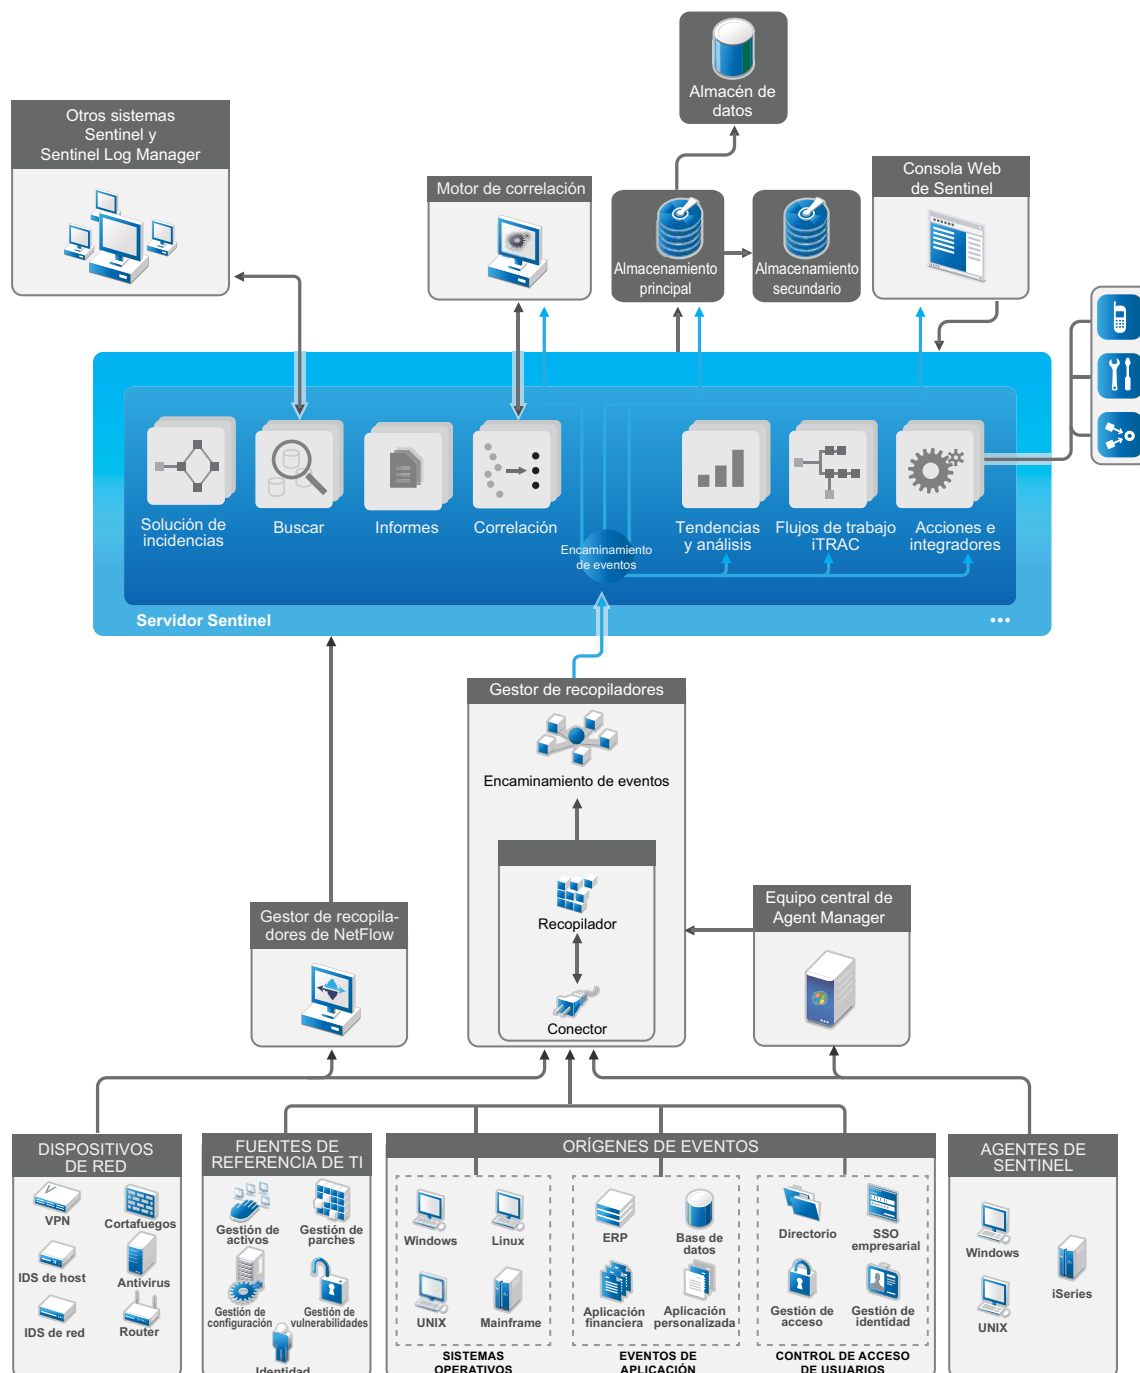 Almacén de
datos
Otros sistemas
Sentinel y
Sentinel Log Manager
Motor de correlación
Almacenamiento
principal
Almacenamiento
secundario
Consola Web
de Sentinel
Solución de
incidencias
Buscar
Informes
Correlación
Encaminamiento
de eventos
Tendencias
y análisis
Flujos de trabajo
iTRAC
Acciones e
integradores
Servidor Sentinel
Gestor de recopiladores
Encaminamiento de eventos
Recopilador
Conector
Gestor de recopila-
dores de NetFlow
Equipo central de
Agent Manager
DISPOSITIVOS
DE RED
V
VPN
Cortafuegos
IDS de host
Antivirus
IDS de red
Router
FUENTES DE
REFERENCIA DE TI
Gestión de
activos
Gestión de
parches
Gestión de
configuración
Gestión de
vulnerabilidades
Identidad
ORÍGENES DE EVENTOS
Windows
Linux
UNIX
Mainframe
SISTEMAS
OPERATIVOS
ERP
Base de
datos
Aplicación
financiera
Aplicación
personalizada
EVENTOS DE
APLICACIÓN
Directorio
SSO
empresarial
Gestión de
acceso
Gestión de
identidad
CONTROL DE ACCESO
DE USUARIOS
AGENTES DE
SENTINEL
Windows
iSeries
UNIX